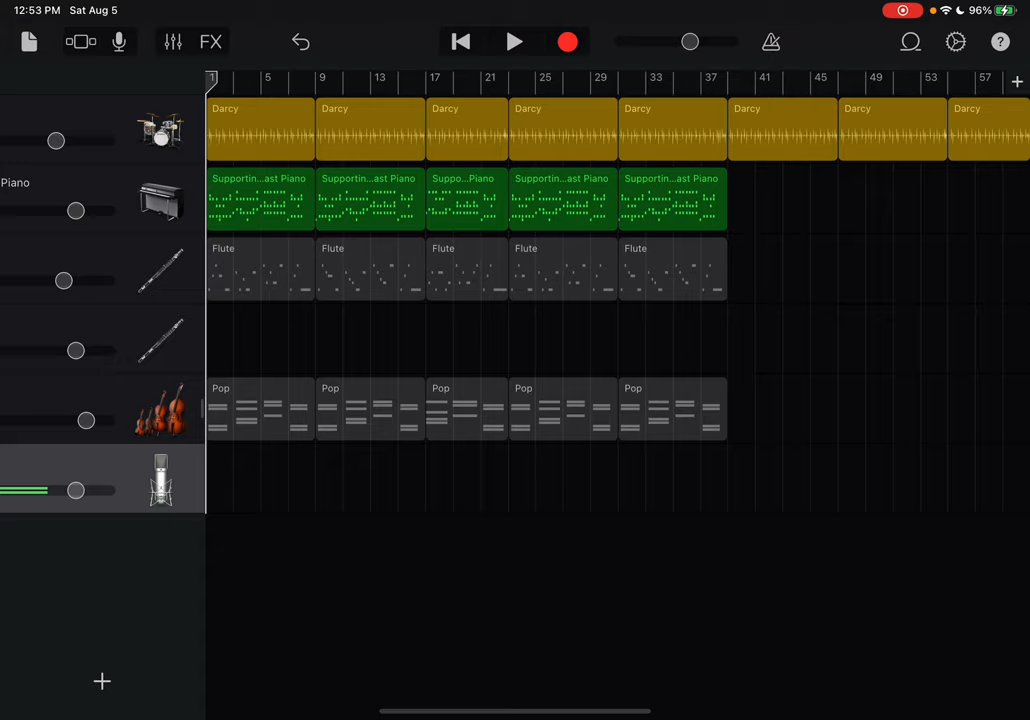 12:53 PM Sat Aug 5 96%
FX
1 5 9 13 17 21 25 29 33 37 41 45 49 53 57 +
Darcy Darcy Darcy Darcy Darcy Darcy Darcy Darcy
Piano
Supportin...ast Piano Supportin...ast Piano Suppo...Piano Supportin...ast Piano Supportin...ast Piano
Flute Flute Flute Flute Flute
Pop Pop Pop Pop Pop